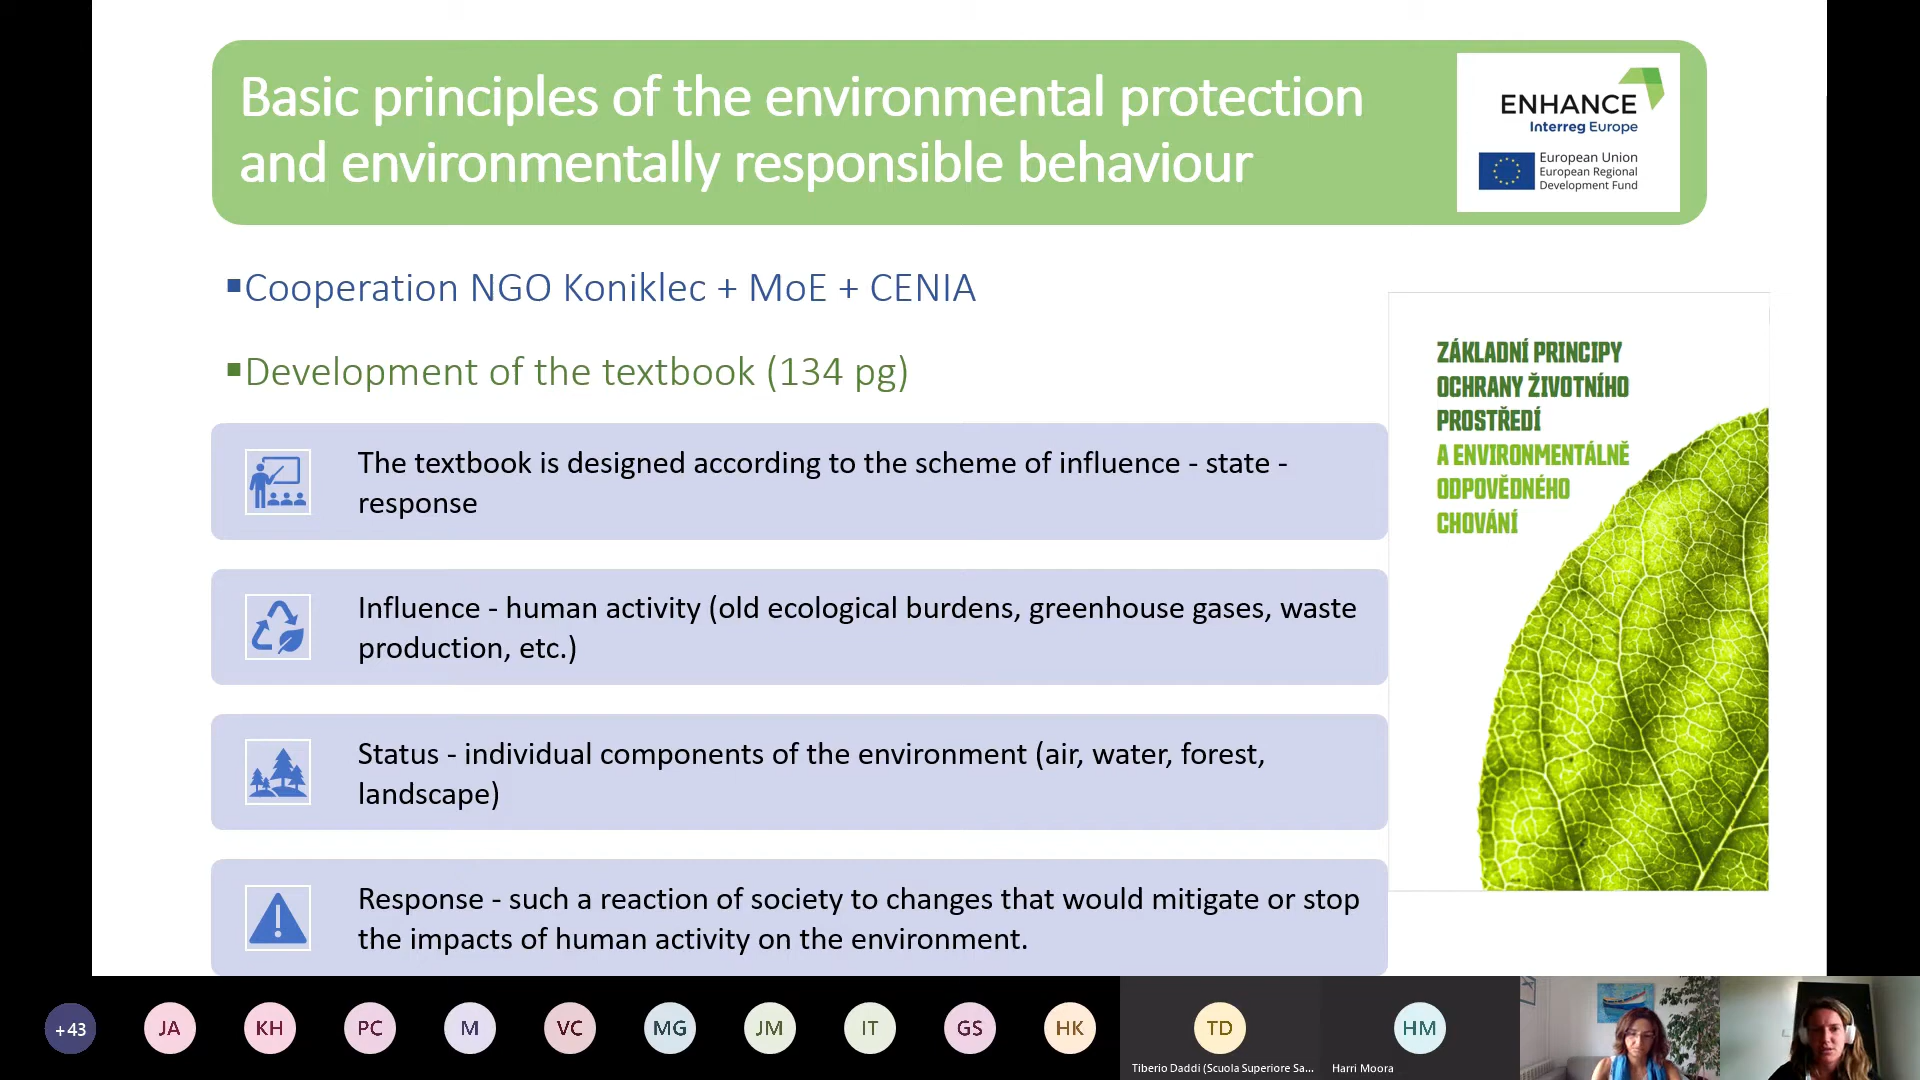 Basic principles of the environmental protection
and environmentally responsible behaviour
ENHANCE
Interreg Europe
European Union
European Regional
Development Fund
▪Cooperation NGO Koniklec + MoE + CENIA
▪Development of the textbook (134 pg)
The textbook is designed according to the scheme of influence - state -
response
Influence - human activity (old ecological burdens, greenhouse gases, waste
production, etc.)
Status - individual components of the environment (air, water, forest,
landscape)
Response - such a reaction of society to changes that would mitigate or stop
the impacts of human activity on the environment.
ZÁKLADNÍ PRINCIPY
OCHRANY ŽIVOTNÍHO
PROSTŘEDÍ
A ENVIRONMENTÁLNĚ
ODPOVĚDNÉHO
CHOVÁNÍ
+43
JA
KH
PC
M
VC
MG
JM
IT
GS
HK
TD
HM
Tiberio Daddi (Scuola Superiore Sa...
Harri Moora